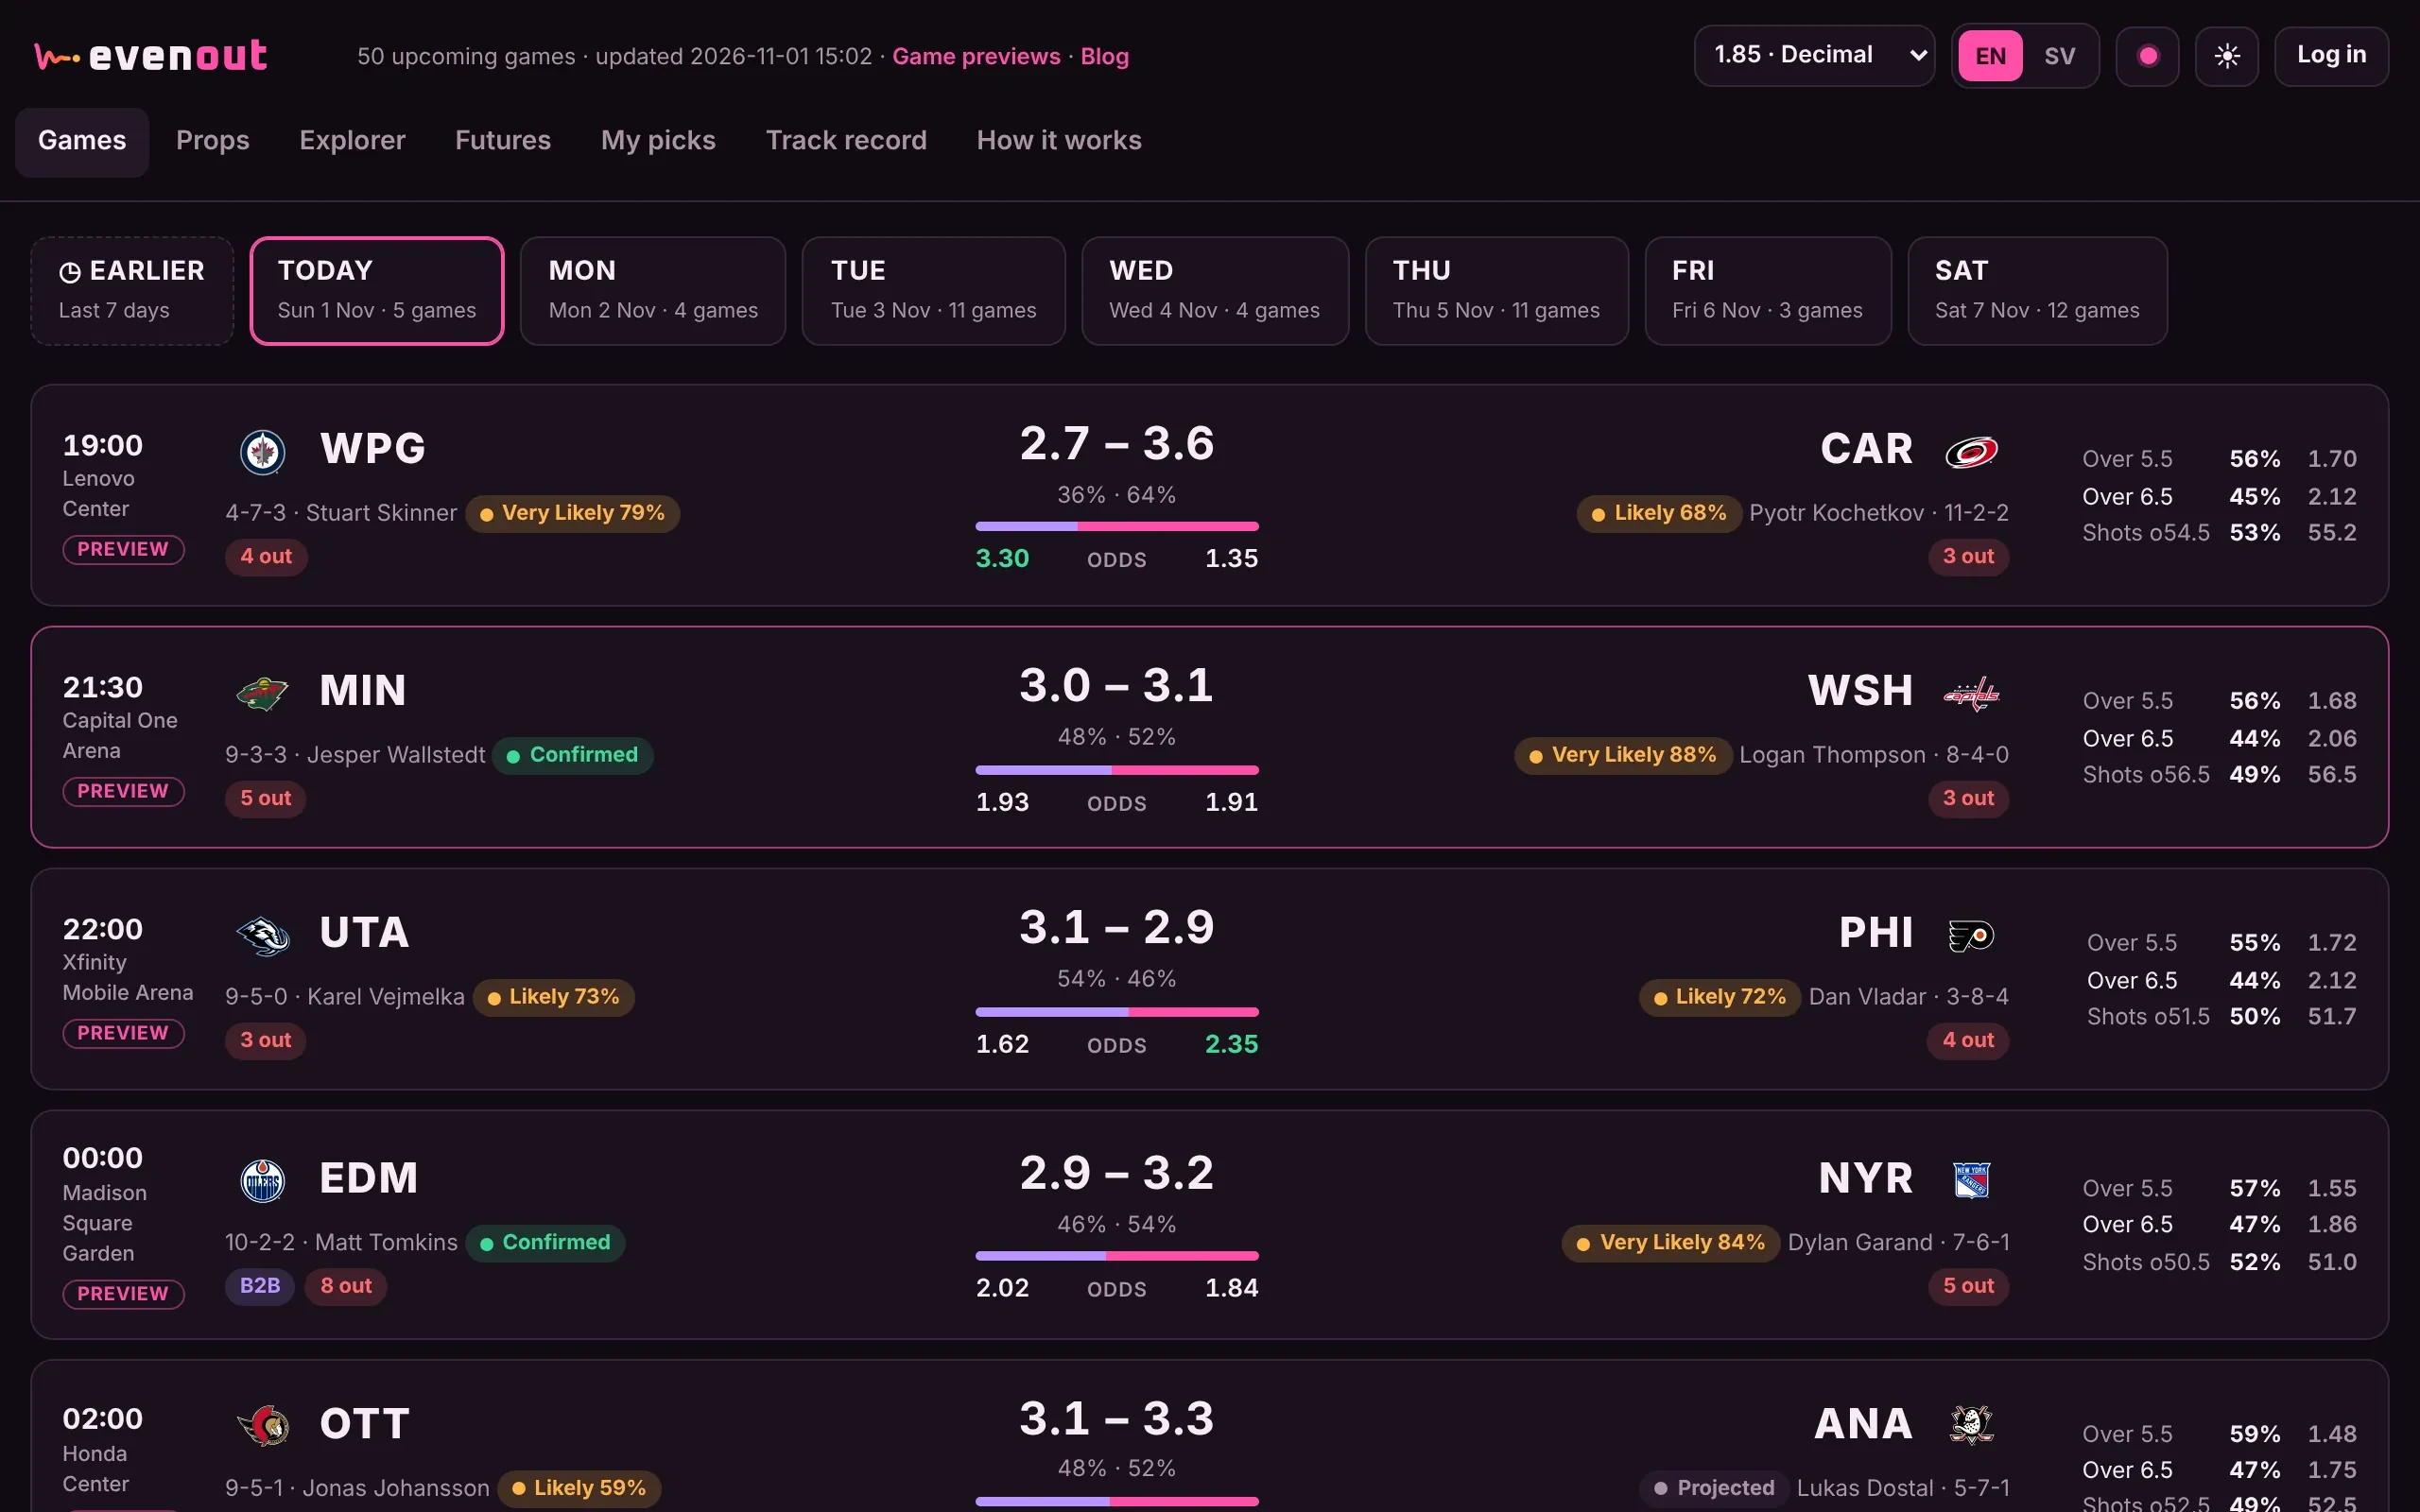 evenout
50 upcoming games · updated 2026-11-01 15:02 · Game previews · Blog
1.85 · Decimal
EN SV
Log in
Games Props Explorer Futures My picks Track record How it works
EARLIER
Last 7 days
TODAY
Sun 1 Nov · 5 games
MON
Mon 2 Nov · 4 games
TUE
Tue 3 Nov · 11 games
WED
Wed 4 Nov · 4 games
THU
Thu 5 Nov · 11 games
FRI
Fri 6 Nov · 3 games
SAT
Sat 7 Nov · 12 games
19:00
Lenovo
Center
PREVIEW
WPG
4-7-3 · Stuart Skinner Very Likely 79%
4 out
2.7 – 3.6
36% · 64%
3.30 ODDS 1.35
CAR
Likely 68% Pyotr Kochetkov · 11-2-2
3 out
Over 5.5 56% 1.70
Over 6.5 45% 2.12
Shots o54.5 53% 55.2
21:30
Capital One
Arena
PREVIEW
MIN
9-3-3 · Jesper Wallstedt Confirmed
5 out
3.0 – 3.1
48% · 52%
1.93 ODDS 1.91
WSH
capitals
Very Likely 88% Logan Thompson · 8-4-0
3 out
Over 5.5 56% 1.68
Over 6.5 44% 2.06
Shots o56.5 49% 56.5
22:00
Xfinity
Mobile Arena
PREVIEW
UTA
9-5-0 · Karel Vejmelka Likely 73%
3 out
3.1 – 2.9
54% · 46%
1.62 ODDS 2.35
PHI
Likely 72% Dan Vladar · 3-8-4
4 out
Over 5.5 55% 1.72
Over 6.5 44% 2.12
Shots o51.5 50% 51.7
00:00
Madison
Square
Garden
PREVIEW
OILERS
EDM
10-2-2 · Matt Tomkins Confirmed
B2B 8 out
2.9 – 3.2
46% · 54%
2.02 ODDS 1.84
NYR
NEW YORK
RANGERS
Very Likely 84% Dylan Garand · 7-6-1
5 out
Over 5.5 57% 1.55
Over 6.5 47% 1.86
Shots o50.5 52% 51.0
02:00
Honda
Center
OTT
9-5-1 · Jonas Johansson Likely 59%
3.1 – 3.3
48% · 52%
ANA
Projected Lukas Dostal · 5-7-1
Over 5.5 59% 1.48
Over 6.5 47% 1.75
Shots o52.5 49% 52.5